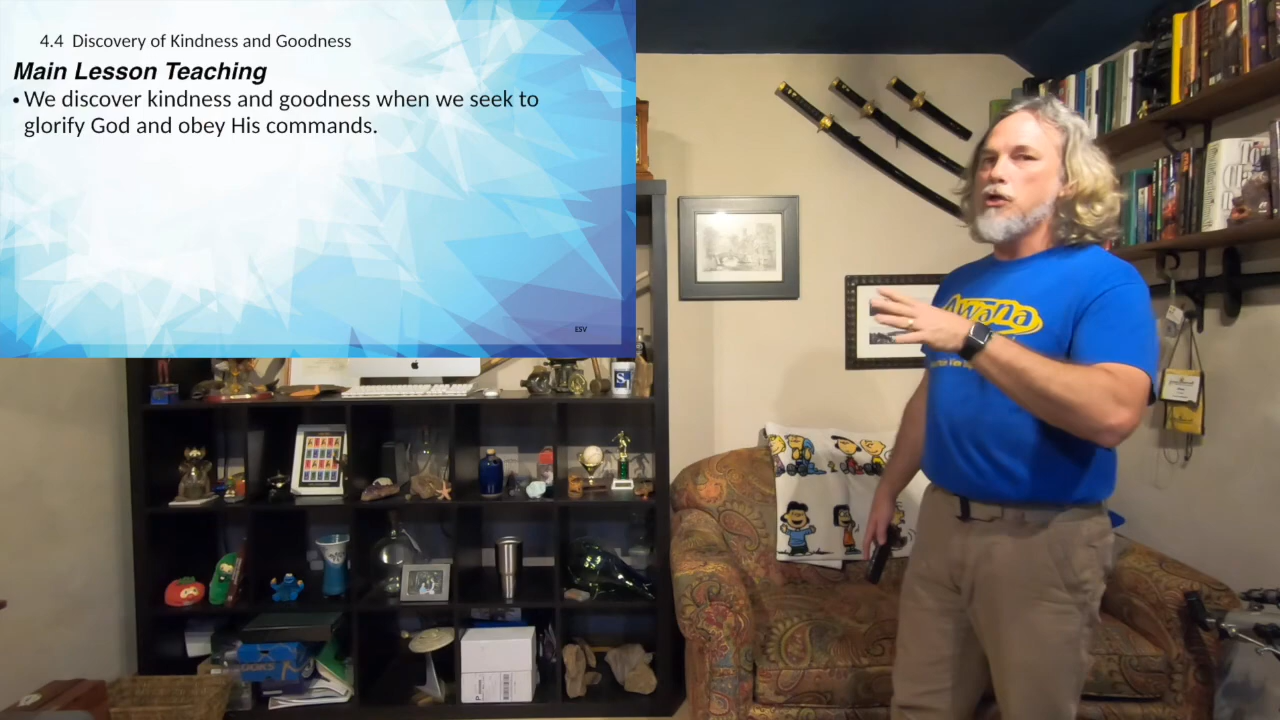 4.4 Discovery of Kindness and Goodness
Main Lesson Teaching
• We discover kindness and goodness when we seek to
glorify God and obey His commands.
ESV
Awana